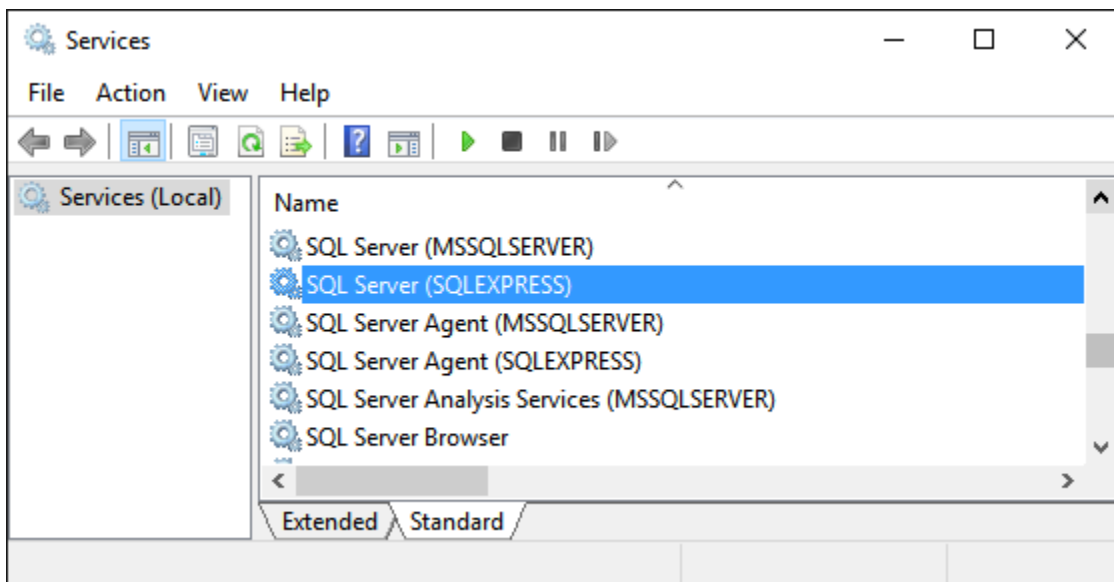 Services
File Action View Help
Services (Local)
Name
SQL Server (MSSQLSERVER)
SQL Server (SQLEXPRESS)
SQL Server Agent (MSSQLSERVER)
SQL Server Agent (SQLEXPRESS)
SQL Server Analysis Services (MSSQLSERVER)
SQL Server Browser
Extended Standard